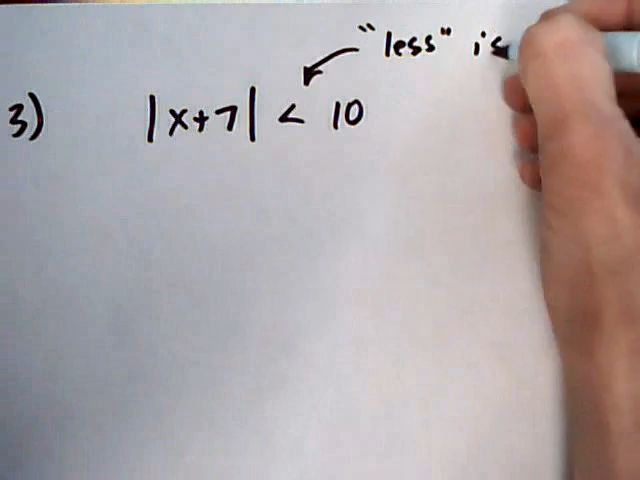 "less" is
3) |x+7| < 10